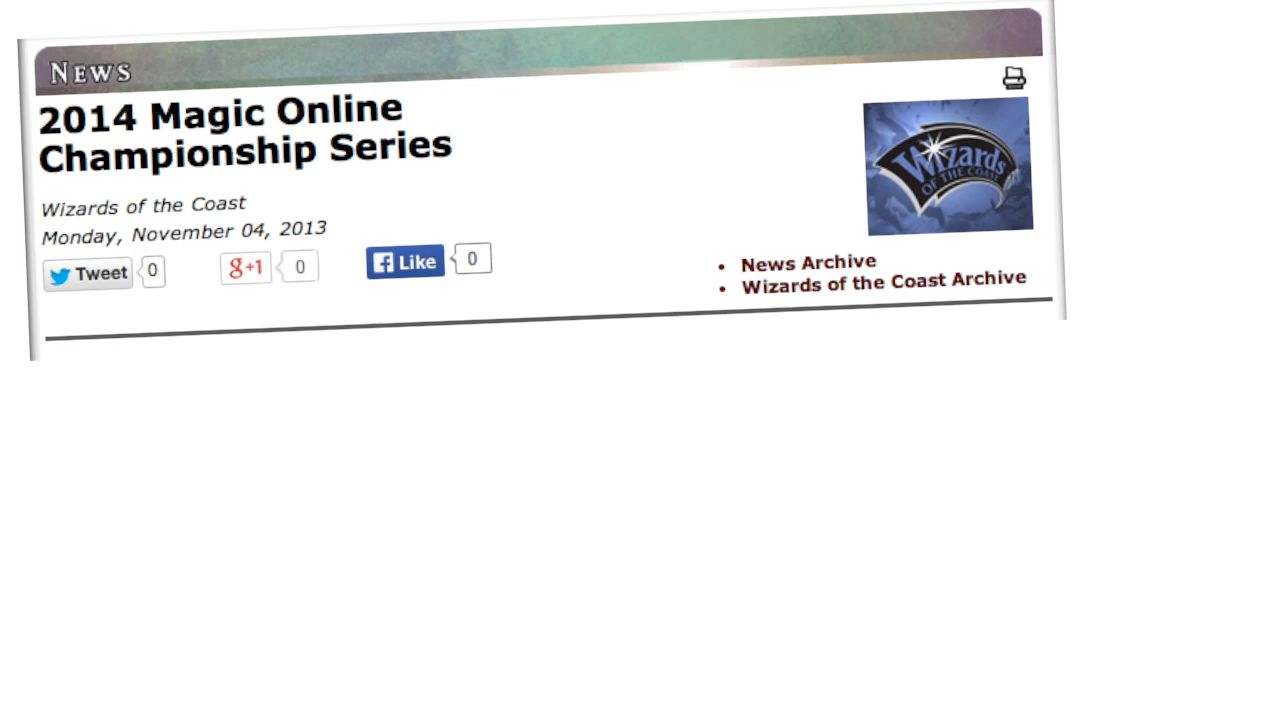 News
2014 Magic Online
Championship Series
Wizards of the Coast
Monday, November 04, 2013
Tweet 0 g+1 0 Like 0
Wizards
OF THE COAST
News Archive
Wizards of the Coast Archive